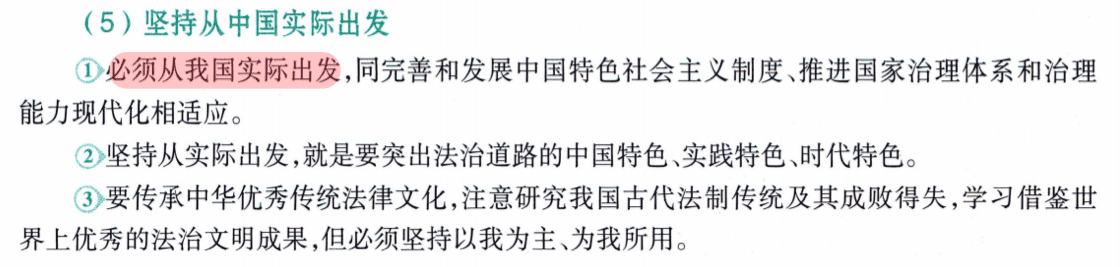 （5）坚持从中国实际出发
①必须从我国实际出发,同完善和发展中国特色社会主义制度、推进国家治理体系和治理
能力现代化相适应。
②坚持从实际出发,就是要突出法治道路的中国特色、实践特色、时代特色。
③要传承中华优秀传统法律文化,注意研究我国古代法制传统及其成败得失,学习借鉴世
界上优秀的法治文明成果,但必须坚持以我为主、为我所用。